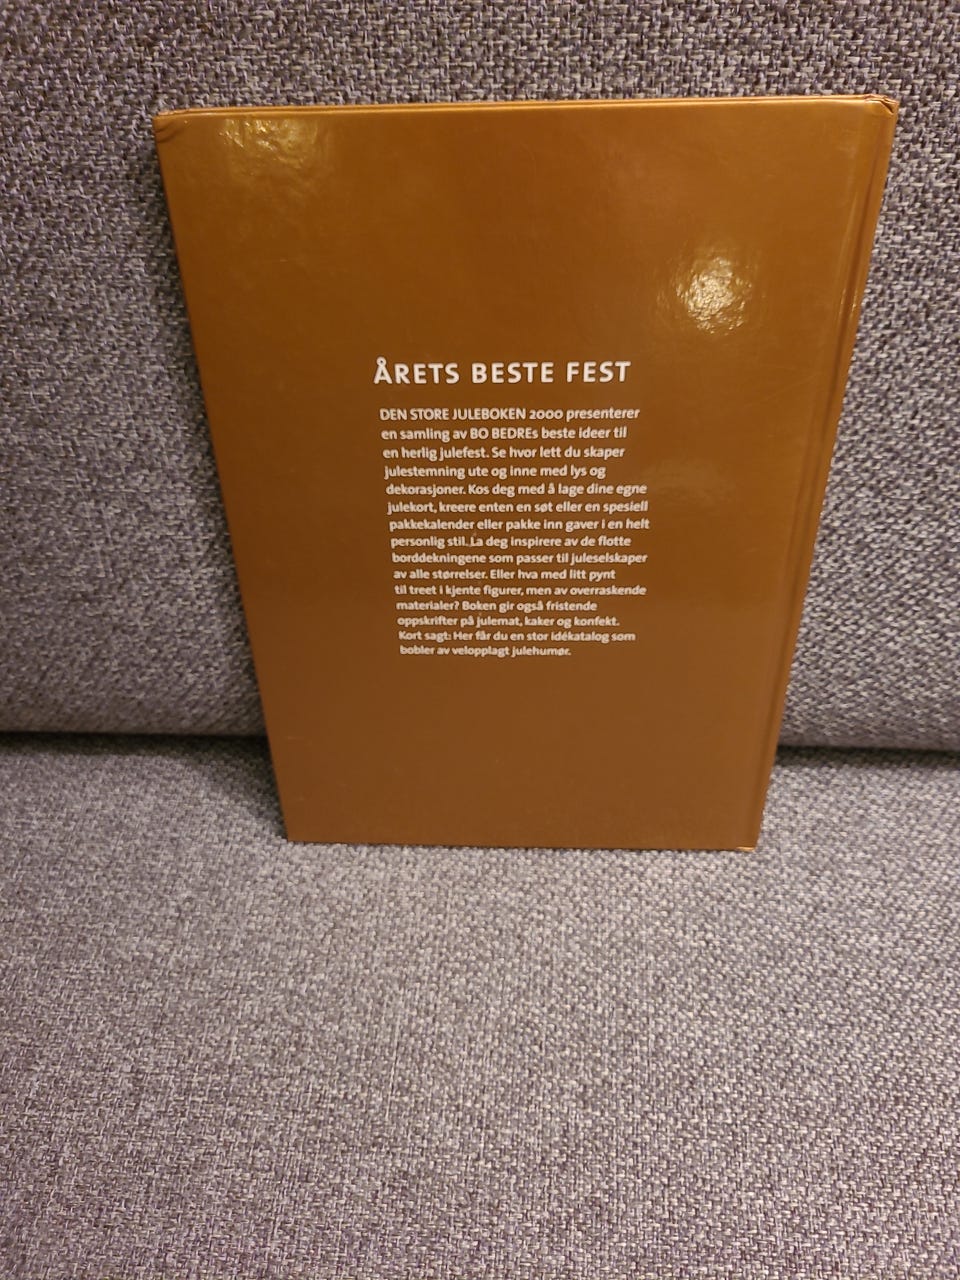 ÅRETS BESTE FEST
DEN STORE JULEBOKEN 2000 presenterer
en samling av BO BEDREs beste ideer til
en herlig julefest. Se hvor lett du skaper
julestemning ute og inne med lys og
dekorasjoner. Kos deg med å lage dine egne
julekort, kreere enten en søt eller en spesiell
pakkekalender eller pakke inn gaver i en helt
personlig stil. La deg inspirere av de flotte
borddekningene som passer til juleselskaper
av alle størrelser. Eller hva med litt pynt
til treet i kjente figurer, men av overraskende
materialer? Boken gir også fristende
oppskrifter på julemat, kaker og konfekt.
Kort sagt: Her får du en stor idékatalog som
bobler av velopplagt julehumør.